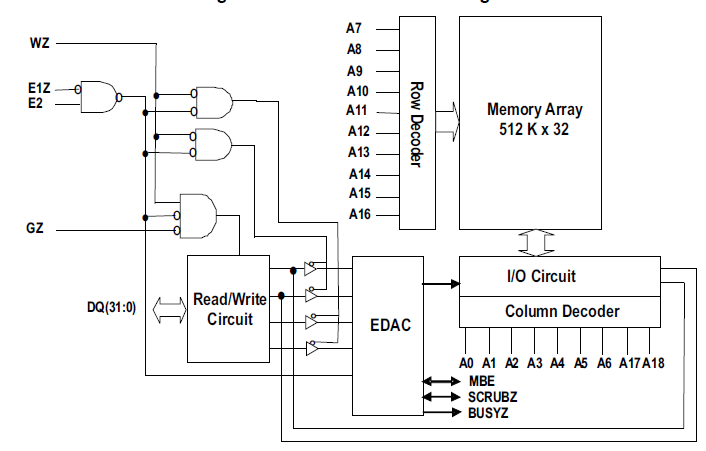 WZ
E1Z
E2
GZ
A7
A8
A9
A10
A11
A12
A13
A14
A15
A16
Row Decoder
Memory Array
512 K x 32
DQ(31:0)
Read/Write
Circuit
EDAC
I/O Circuit
Column Decoder
A0 A1 A2 A3 A4 A5 A6 A17 A18
MBE
SCRUBZ
BUSYZ